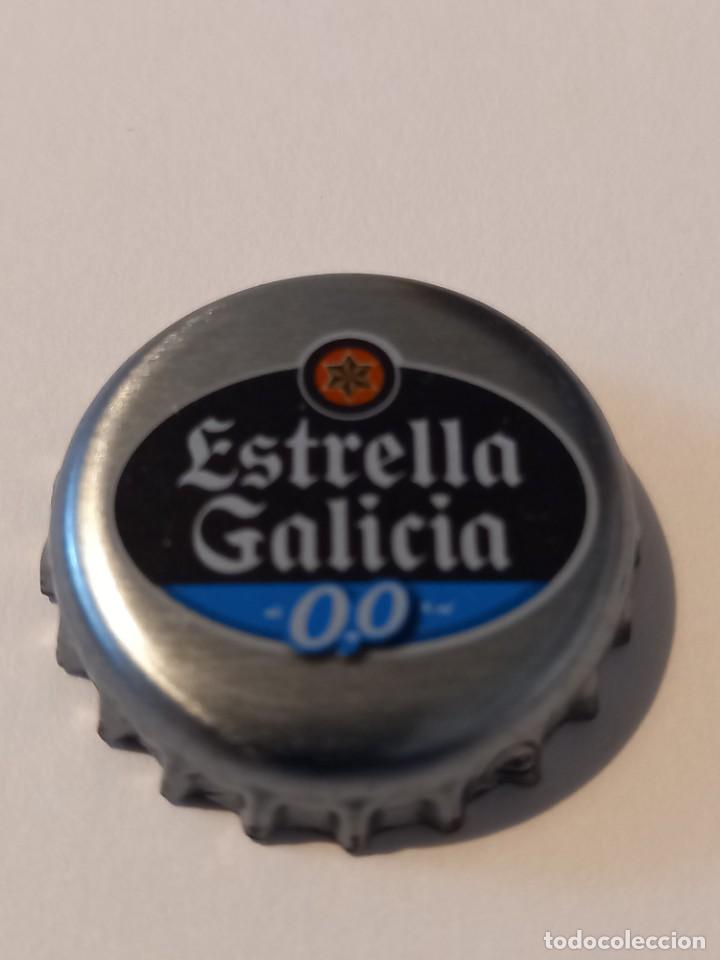 Estrella
Galicia
0,0
todocoleccion